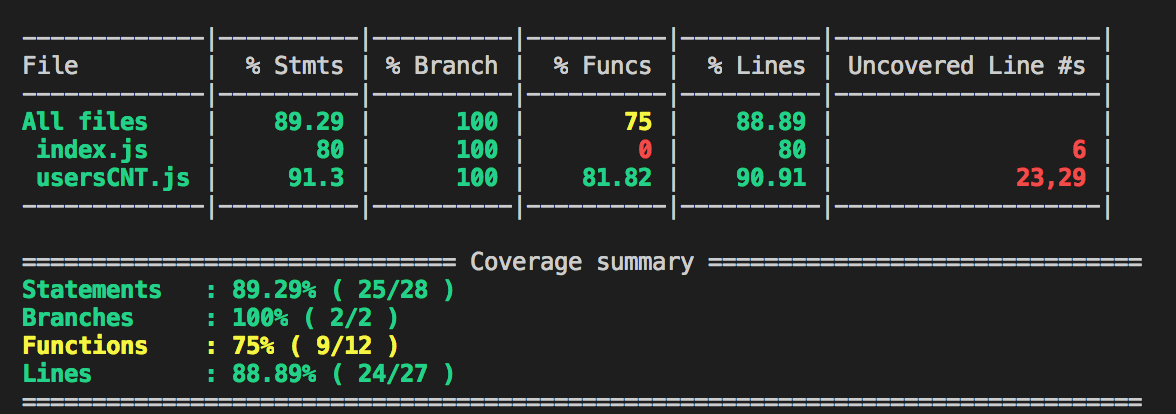 --------------|----------|----------|----------|----------|-------------------|
File          |  % Stmts | % Branch |  % Funcs |  % Lines | Uncovered Line #s |
--------------|----------|----------|----------|----------|-------------------|
All files     |    89.29 |      100 |       75 |    88.89 |                   |
 index.js     |       80 |      100 |        0 |       80 |                 6 |
 usersCNT.js  |     91.3 |      100 |    81.82 |    90.91 |             23,29 |
--------------|----------|----------|----------|----------|-------------------|
=============================== Coverage summary ===============================
Statements   : 89.29% ( 25/28 )
Branches     : 100% ( 2/2 )
Functions    : 75% ( 9/12 )
Lines        : 88.89% ( 24/27 )
================================================================================